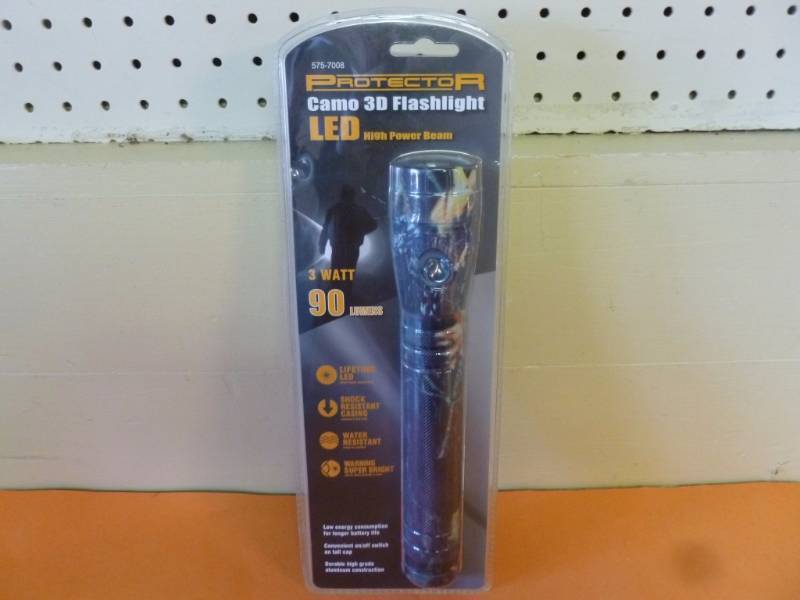 575-7008
PROTECTOR
Camo 3D Flashlight
LED High Power Beam
3 WATT
90 LUMENS
LIFETIME
LED
SHOCK
RESISTANT
CASING
WATER
RESISTANT
WARNING
SUPER BRIGHT
Low energy consumption
for longer battery life
Convenient on/off switch
on tail cap
Durable high grade
aluminum construction